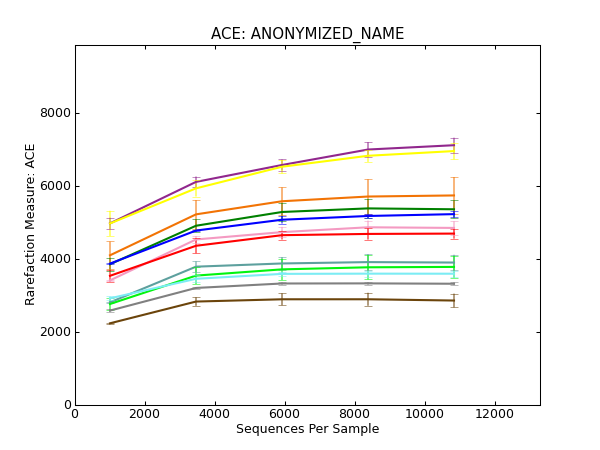 ACE: ANONYMIZED_NAME
Rarefaction Measure: ACE
8000
6000
4000
2000
0
0 2000 4000 6000 8000 10000 12000
Sequences Per Sample